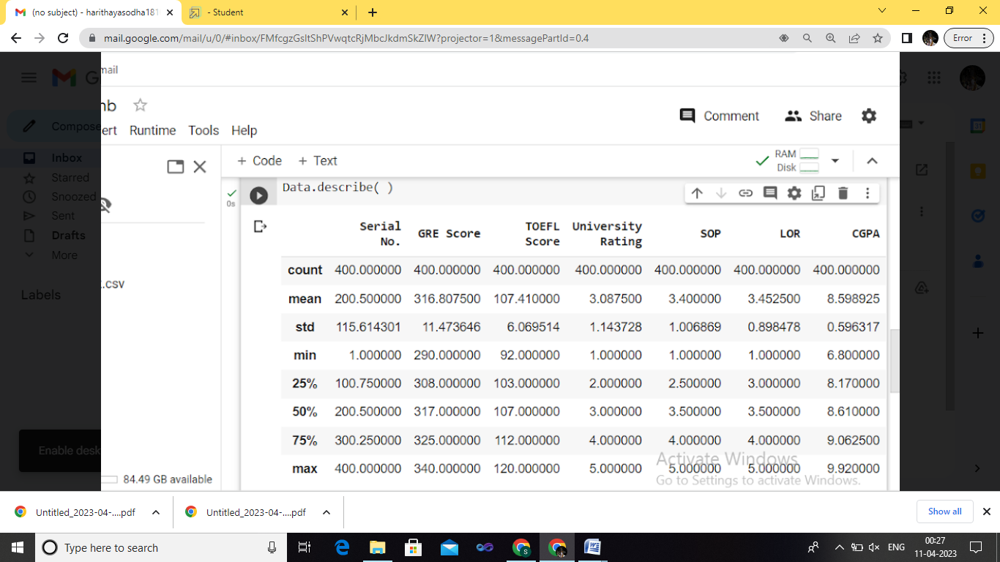 (no subject) - harithayasodha181
- Student
mail.google.com/mail/u/0/#inbox/FMfcgzGsltShPVwqtcRjMbcJkdmSkZlW?projector=1&messagePartId=0.4
Error
G
mail
nb
Comment
Share
Compose
ert Runtime Tools Help
Inbox
+ Code + Text
RAM
Disk
Starred
Data.describe( )
0s
Snoozed
Sent
Drafts
More
Labels
.csv
Serial No. GRE Score TOEFL Score University Rating SOP LOR CGPA
count 400.000000 400.000000 400.000000 400.000000 400.000000 400.000000 400.000000
mean 200.500000 316.807500 107.410000 3.087500 3.400000 3.452500 8.598925
std 115.614301 11.473646 6.069514 1.143728 1.006869 0.898478 0.596317
min 1.000000 290.000000 92.000000 1.000000 1.000000 1.000000 6.800000
25% 100.750000 308.000000 103.000000 2.000000 2.500000 3.000000 8.170000
50% 200.500000 317.000000 107.000000 3.000000 3.500000 3.500000 8.610000
75% 300.250000 325.000000 112.000000 4.000000 4.000000 4.000000 9.062500
max 400.000000 340.000000 120.000000 5.000000 5.000000 5.000000 9.920000
Activate Windows
Go to Settings to activate Windows.
Enable desk
84.49 GB available
Untitled_2023-04-....pdf
Untitled_2023-04-....pdf
Show all
Type here to search
ENG
00:27
11-04-2023